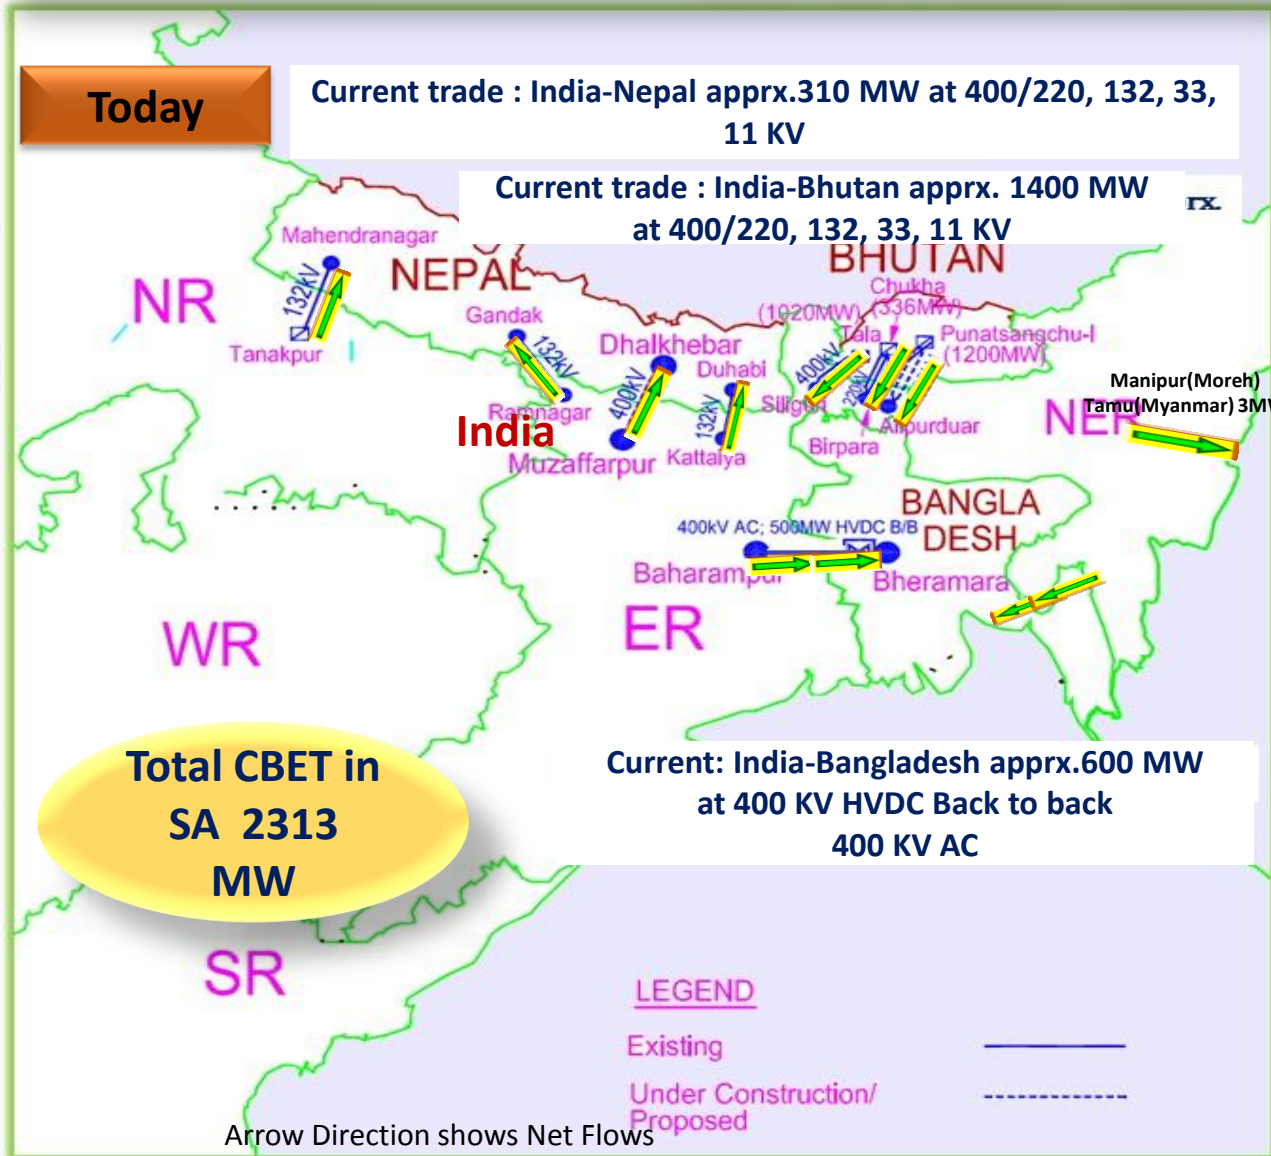 Today
Current trade : India-Nepal apprx.310 MW at 400/220, 132, 33,
11 KV
Current trade : India-Bhutan apprx. 1400 MW
at 400/220, 132, 33, 11 KV
Mahendranagar
132kV
NR
Tanakpur
NEPAL
Gandak
132kV
Ramnagar
India
Dhalkhebar
400kV
Muzaffarpur
Duhabi
132kV
Kattaiya
BHUTAN
Chukha
(1020MW) (336MW)
Tala
Punatsangchu-I
(1200MW)
400kV
220kV
Siliguri
Alipurduar
Birpara
Manipur(Moreh)
Tamu(Myanmar) 3MW
NER
BANGLA
DESH
400kV AC; 500MW HVDC B/B
Baharampur
Bheramara
WR
ER
Total CBET in
SA 2313
MW
Current: India-Bangladesh apprx.600 MW
at 400 KV HVDC Back to back
400 KV AC
SR
LEGEND
Existing
Under Construction/
Proposed
Arrow Direction shows Net Flows